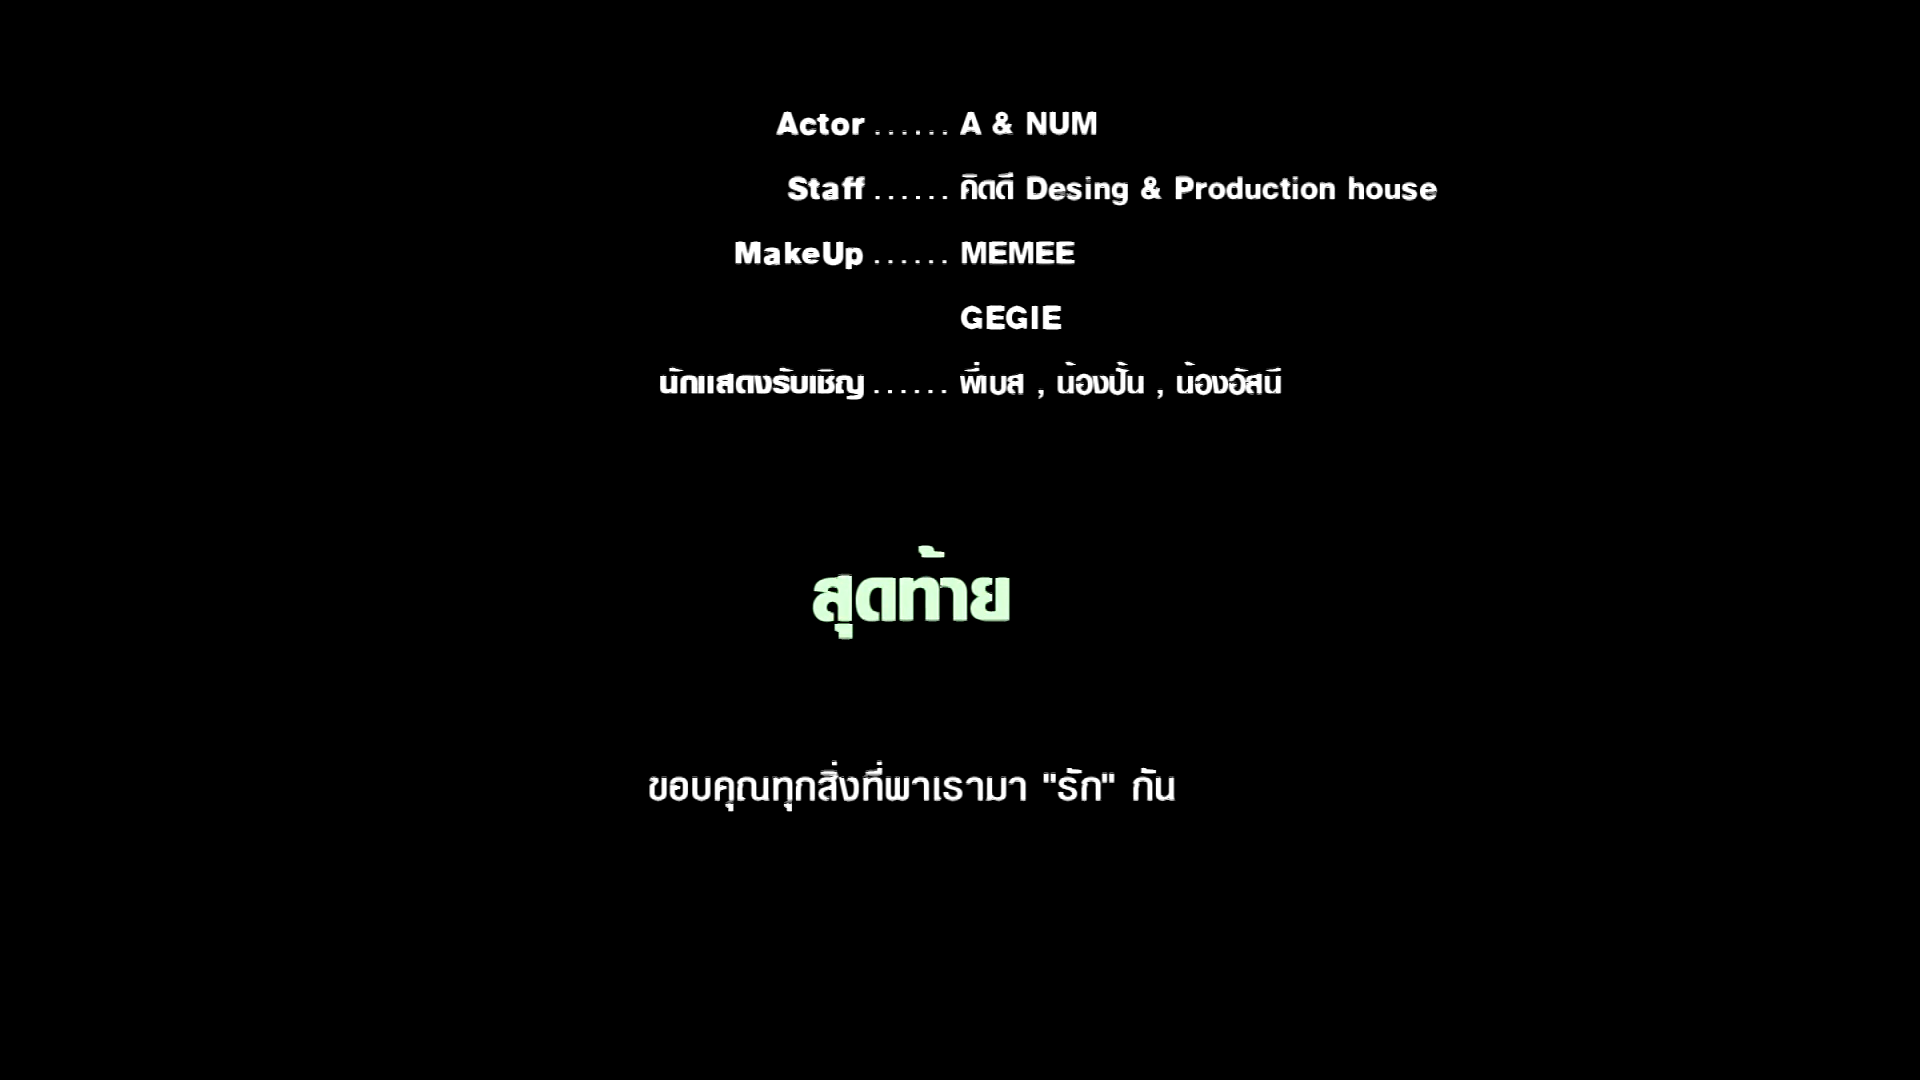 Actor ...... A & NUM
Staff ...... คิดดี Desing & Production house
MakeUp ...... MEMEE
GEGIE
นักแสดงรับเชิญ ...... พี่เบส , น้องปั้น , น้องอัสนี
สุดท้าย
ขอบคุณทุกสิ่งที่พาเรามา "รัก" กัน